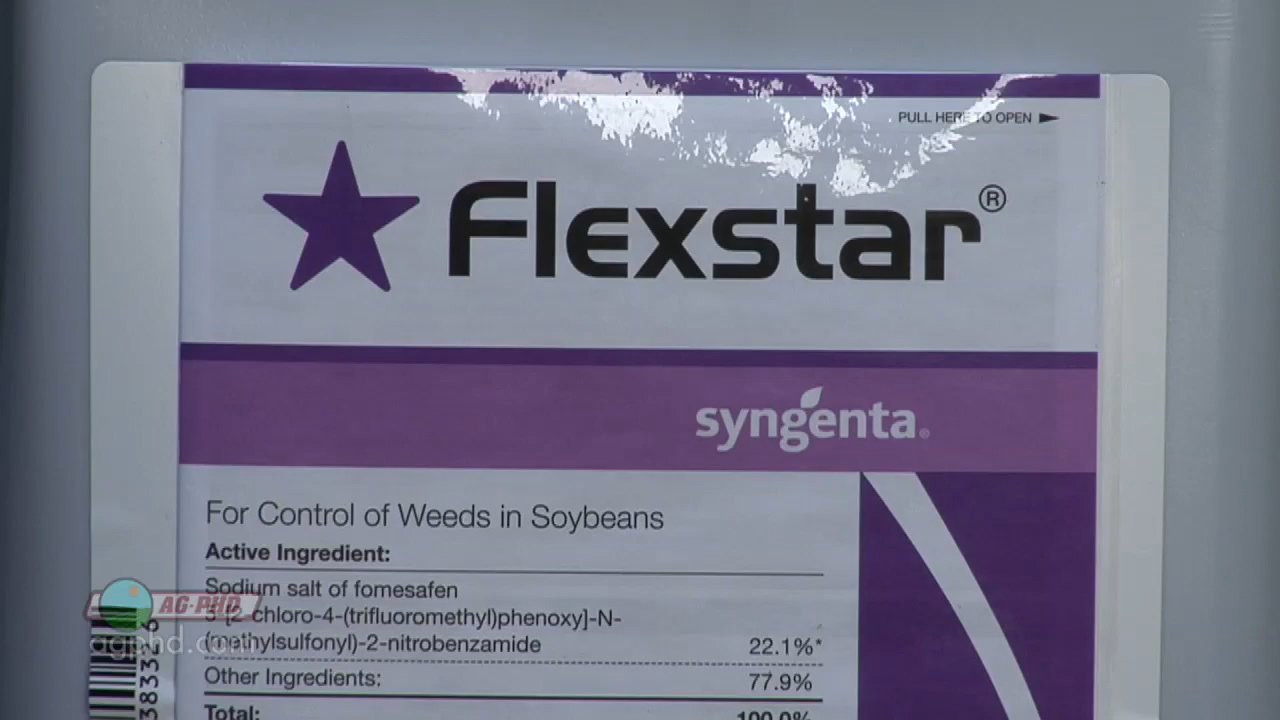 PULL HERE TO OPEN
Flexstar®
syngenta®
For Control of Weeds in Soybeans
Active Ingredient:
Sodium salt of fomesafen
5-[2-chloro-4-(trifluoromethyl)phenoxy]-N-
(methylsulfonyl)-2-nitrobenzamide 22.1%*
Other Ingredients: 77.9%
Total: 100.0%
AG-PHD
agphd.com